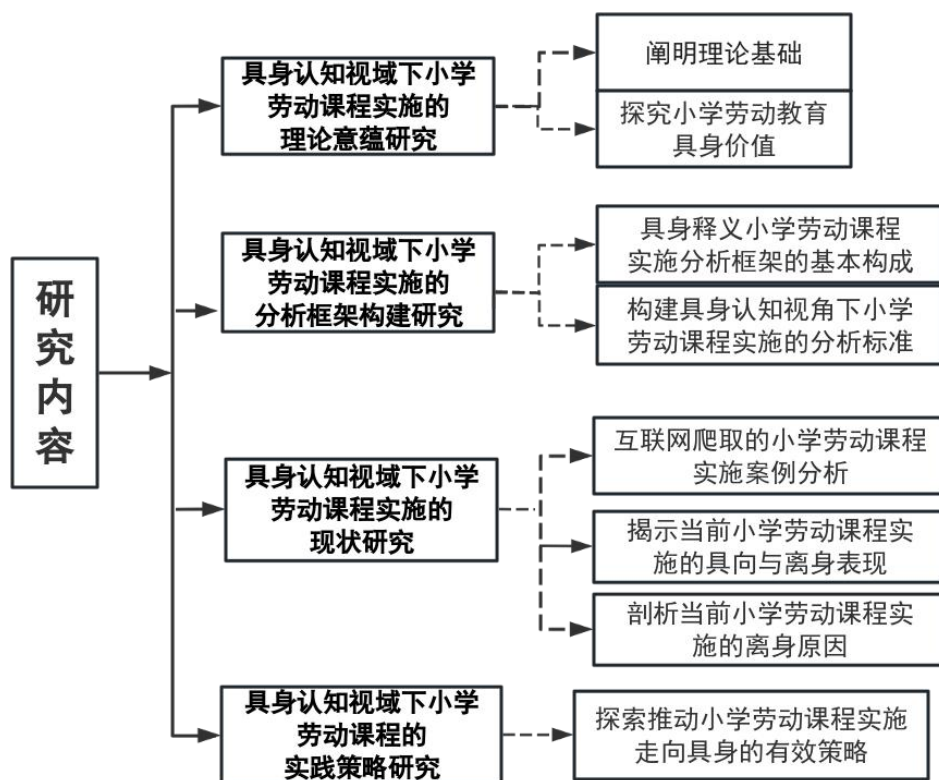 研究内容
具身认知视域下小学
劳动课程实施的
理论意蕴研究
阐明理论基础
探究小学劳动教育
具身价值
具身认知视域下小学
劳动课程实施的
分析框架构建研究
具身释义小学劳动课程
实施分析框架的基本构成
构建具身认知视角下小学
劳动课程实施的分析标准
具身认知视域下小学
劳动课程实施的
现状研究
互联网爬取的小学劳动课程
实施案例分析
揭示当前小学劳动课程实
施的具向与离身表现
剖析当前小学劳动课程实
施的离身原因
具身认知视域下小学
劳动课程的
实践策略研究
探索推动小学劳动课程实施
走向具身的有效策略